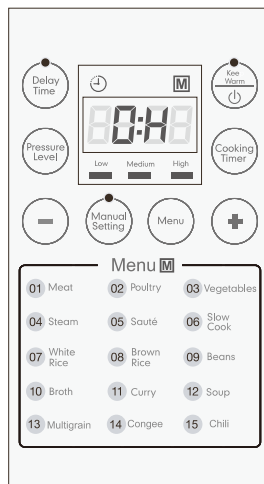 Delay
Time
M
Kee
Warm
0:H
Pressure
Level
Low Medium High
Cooking
Timer
Manual
Setting
Menu
Menu M
01 Meat
02 Poultry
03 Vegetables
04 Steam
05 Sauté
06 Slow
Cook
07 White
Rice
08 Brown
Rice
09 Beans
10 Broth
11 Curry
12 Soup
13 Multigrain
14 Congee
15 Chili